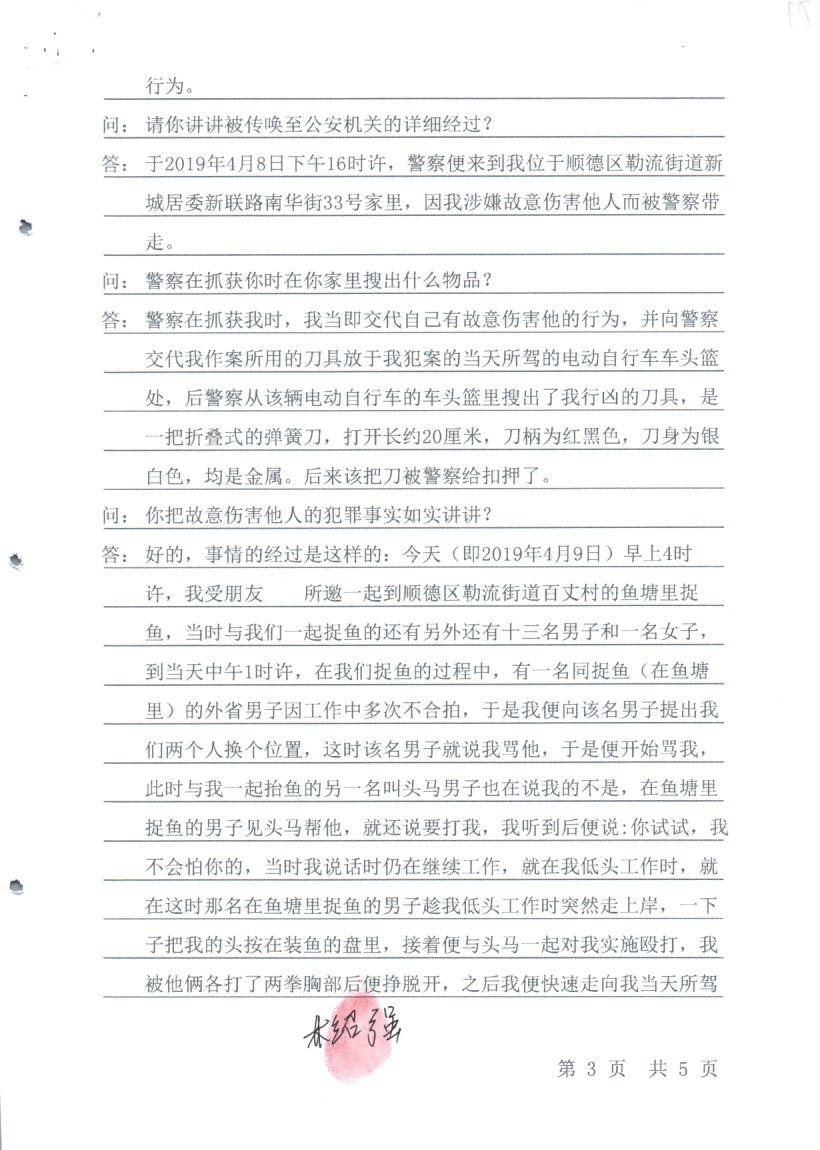 行为。
问：请你讲讲被传唤至公安机关的详细经过？
答：于2019年4月8日下午16时许，警察便来到我位于顺德区勒流街道新
城居委新联路南华街33号家里，因我涉嫌故意伤害他人而被警察带
走。
问：警察在抓获你时在你家里搜出什么物品？
答：警察在抓获我时，我当即交代自己有故意伤害他的行为，并向警察
交代我作案所用的刀具放于我犯案的当天所驾的电动自行车车头篮
处，后警察从该辆电动自行车的车头篮里搜出了我行凶的刀具，是
一把折叠式的弹簧刀，打开长约20厘米，刀柄为红黑色，刀身为银
白色，均是金属。后来该把刀被警察给扣押了。
问：你把故意伤害他人的犯罪事实如实讲讲？
答：好的，事情的经过是这样的：今天（即2019年4月9日）早上4时
许，我受朋友　　所邀一起到顺德区勒流街道百丈村的鱼塘里捉
鱼，当时与我们一起捉鱼的还有另外还有十三名男子和一名女子，
到当天中午1时许，在我们捉鱼的过程中，有一名同捉鱼（在鱼塘
里）的外省男子因工作中多次不合拍，于是我便向该名男子提出我
们两个人换个位置，这时该名男子就说我骂他，于是便开始骂我，
此时与我一起抬鱼的另一名叫头马男子也在说我的不是，在鱼塘里
捉鱼的男子见头马帮他，就还说要打我，我听到后便说:你试试，我
不会怕你的，当时我说话时仍在继续工作，就在我低头工作时，就
在这时那名在鱼塘里捉鱼的男子趁我低头工作时突然走上岸，一下
子把我的头按在装鱼的盘里，接着便与头马一起对我实施殴打，我
被他俩各打了两拳胸部后便挣脱开，之后我便快速走向我当天所驾
林绍强
第 3 页 共 5 页